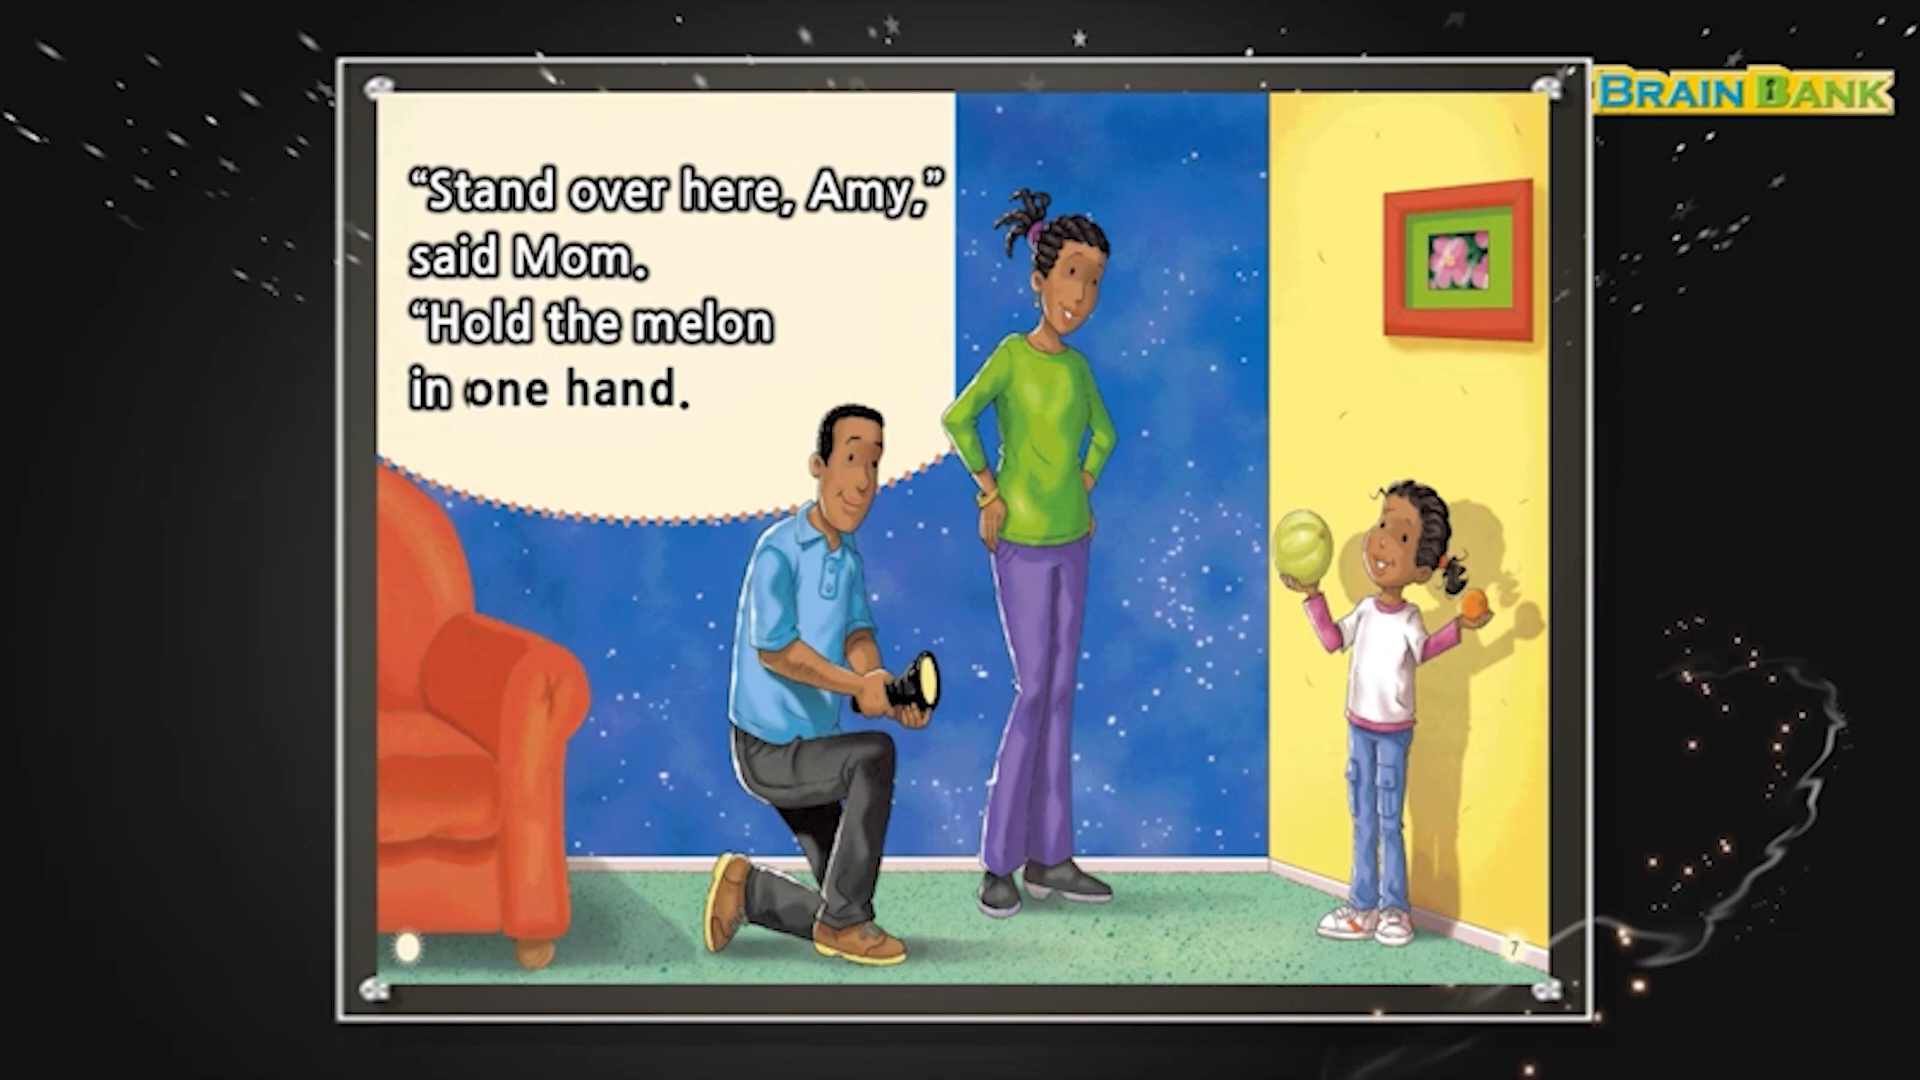 BRAIN BANK
“Stand over here, Amy,”
said Mom.
“Hold the melon
in one hand.
7